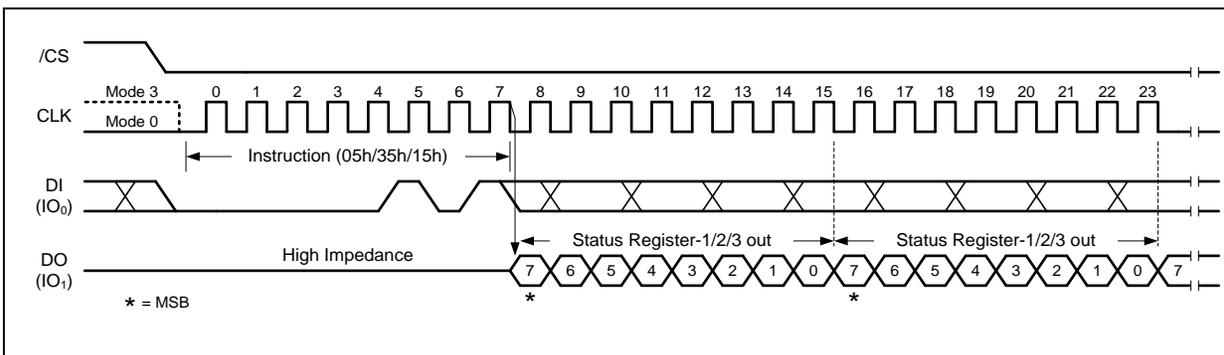 /CS
Mode 3
CLK
Mode 0
0 1 2 3 4 5 6 7 8 9 10 11 12 13 14 15 16 17 18 19 20 21 22 23
Instruction (05h/35h/15h)
DI
(IO₀)
High Impedance
Status Register-1/2/3 out
Status Register-1/2/3 out
DO
(IO₁)
7 6 5 4 3 2 1 0 7 6 5 4 3 2 1 0 7
* *
* = MSB